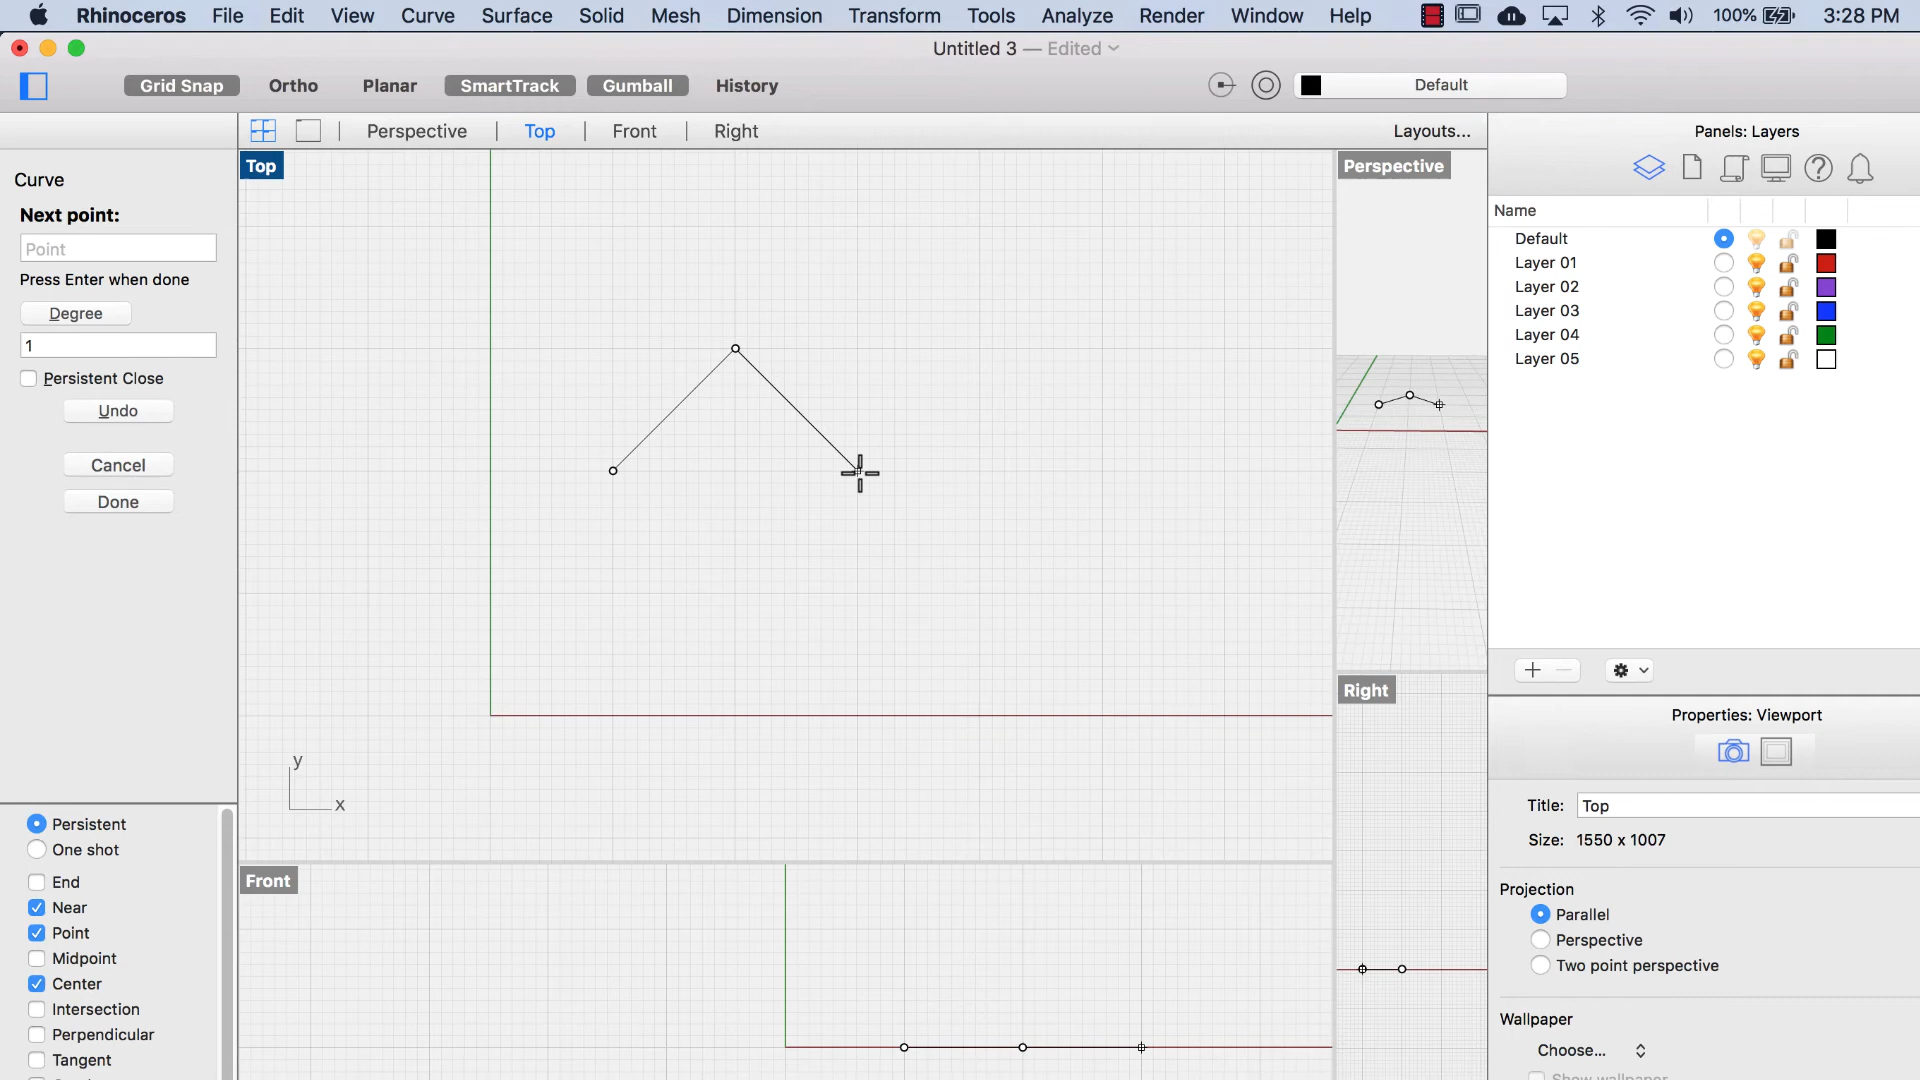 Rhinoceros File Edit View Curve Surface Solid Mesh Dimension Transform Tools Analyze Render Window Help 100% 3:28 PM
Untitled 3 — Edited
Grid Snap Ortho Planar SmartTrack Gumball History Default
Perspective Top Front Right Layouts...
Panels: Layers
Top
Perspective
Curve
Next point:
Point
Press Enter when done
Degree
1
Persistent Close
Undo
Cancel
Done
Name
Default
Layer 01
Layer 02
Layer 03
Layer 04
Layer 05
Right
y
x
Properties: Viewport
Title: Top
Size: 1550 x 1007
Projection
Parallel
Perspective
Two point perspective
Wallpaper
Choose...
Show wallpaper
Persistent
One shot
End
Near
Point
Midpoint
Center
Intersection
Perpendicular
Tangent
Front